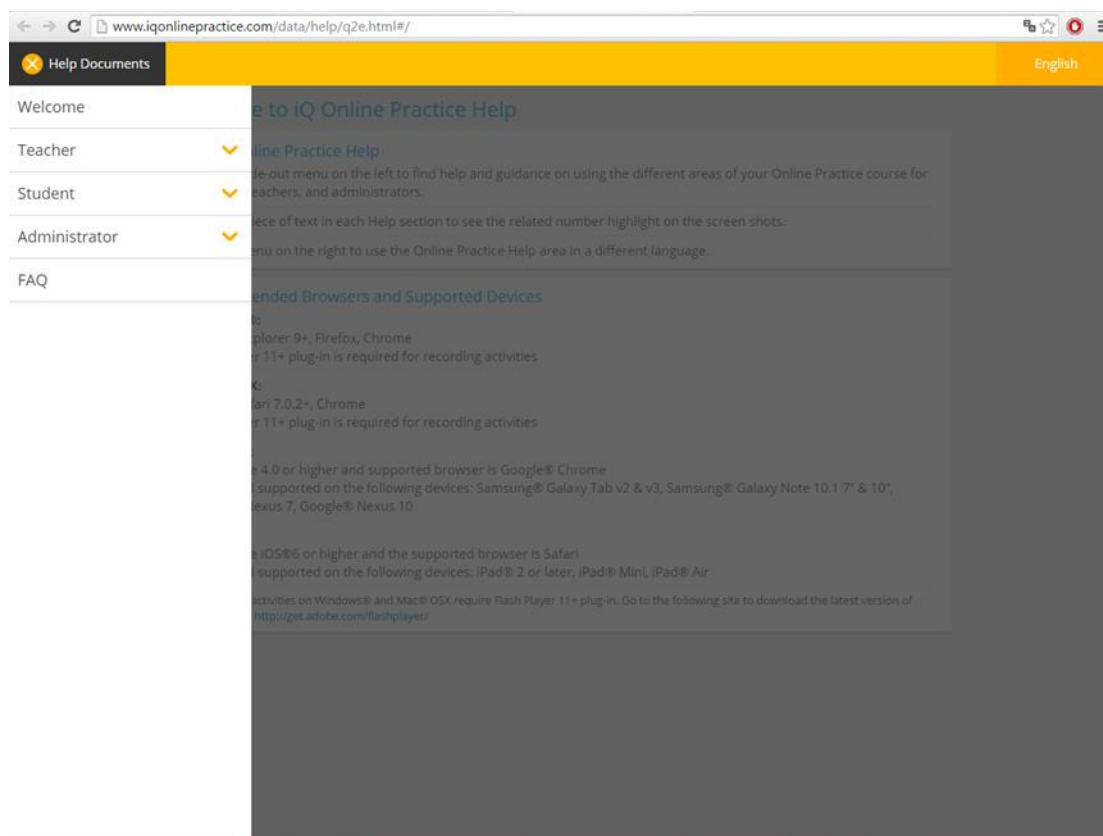 www.iqonlinepractice.com/data/help/q2e.html#/
Help Documents
English
Welcome
Teacher
Student
Administrator
FAQ
e to iQ Online Practice Help
line Practice Help
de-out menu on the left to find help and guidance on using the different areas of your Online Practice course for
eachers, and administrators.
iece of text in each Help section to see the related number highlight on the screen shots.
enu on the right to use the Online Practice Help area in a different language.
ended Browsers and Supported Devices
®:
plorer 9+, Firefox, Chrome
r 11+ plug-in is required for recording activities
X:
fari 7.0.2+, Chrome
r 11+ plug-in is required for recording activities
e 4.0 or higher and supported browser is Google® Chrome
l supported on the following devices: Samsung® Galaxy Tab v2 & v3, Samsung® Galaxy Note 10.1 7" & 10",
exus 7, Google® Nexus 10
e iOS®6 or higher and the supported browser is Safari
l supported on the following devices: iPad® 2 or later, iPad® Mini, iPad® Air
activities on Windows® and Mac® OSX require Flash Player 11+ plug-in. Go to the following site to download the latest version of
http://get.adobe.com/flashplayer/